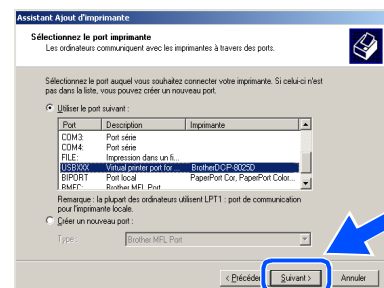 Assistant Ajout d'imprimante
Sélectionnez le port imprimante
Les ordinateurs communiquent avec les imprimantes à travers des ports.
Sélectionnez le port auquel vous souhaitez connecter votre imprimante. Si celui-ci n'est
pas dans la liste, vous pouvez créer un nouveau port.
Utiliser le port suivant :
Port Description Imprimante
COM3: Port série
COM4: Port série
FILE: Impression dans un fi...
USBXXX Virtual printer port for ... BrotherDCP-8025D
BIPORT Port local PaperPort Cor, PaperPort Color...
BMFC: Brother MFL Port
Remarque : la plupart des ordinateurs utilisent LPT1 : port de communication
pour l'imprimante locale.
Créer un nouveau port :
Type : Brother MFL Port
< Précédent Suivant > Annuler